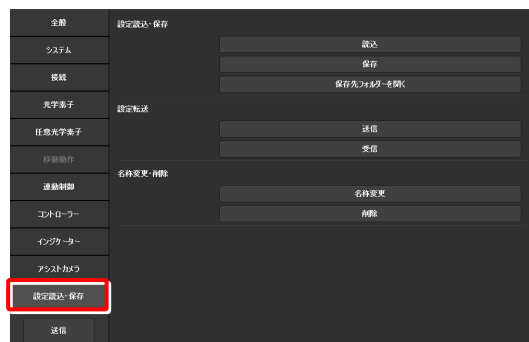 全般
システム
接続
光学素子
任意光学素子
移動動作
連動制御
コントローラー
インジケーター
アシストカメラ
設定読込・保存
送信
設定読込・保存
読込
保存
保存先フォルダーを開く
設定転送
送信
受信
名称変更・削除
名称変更
削除